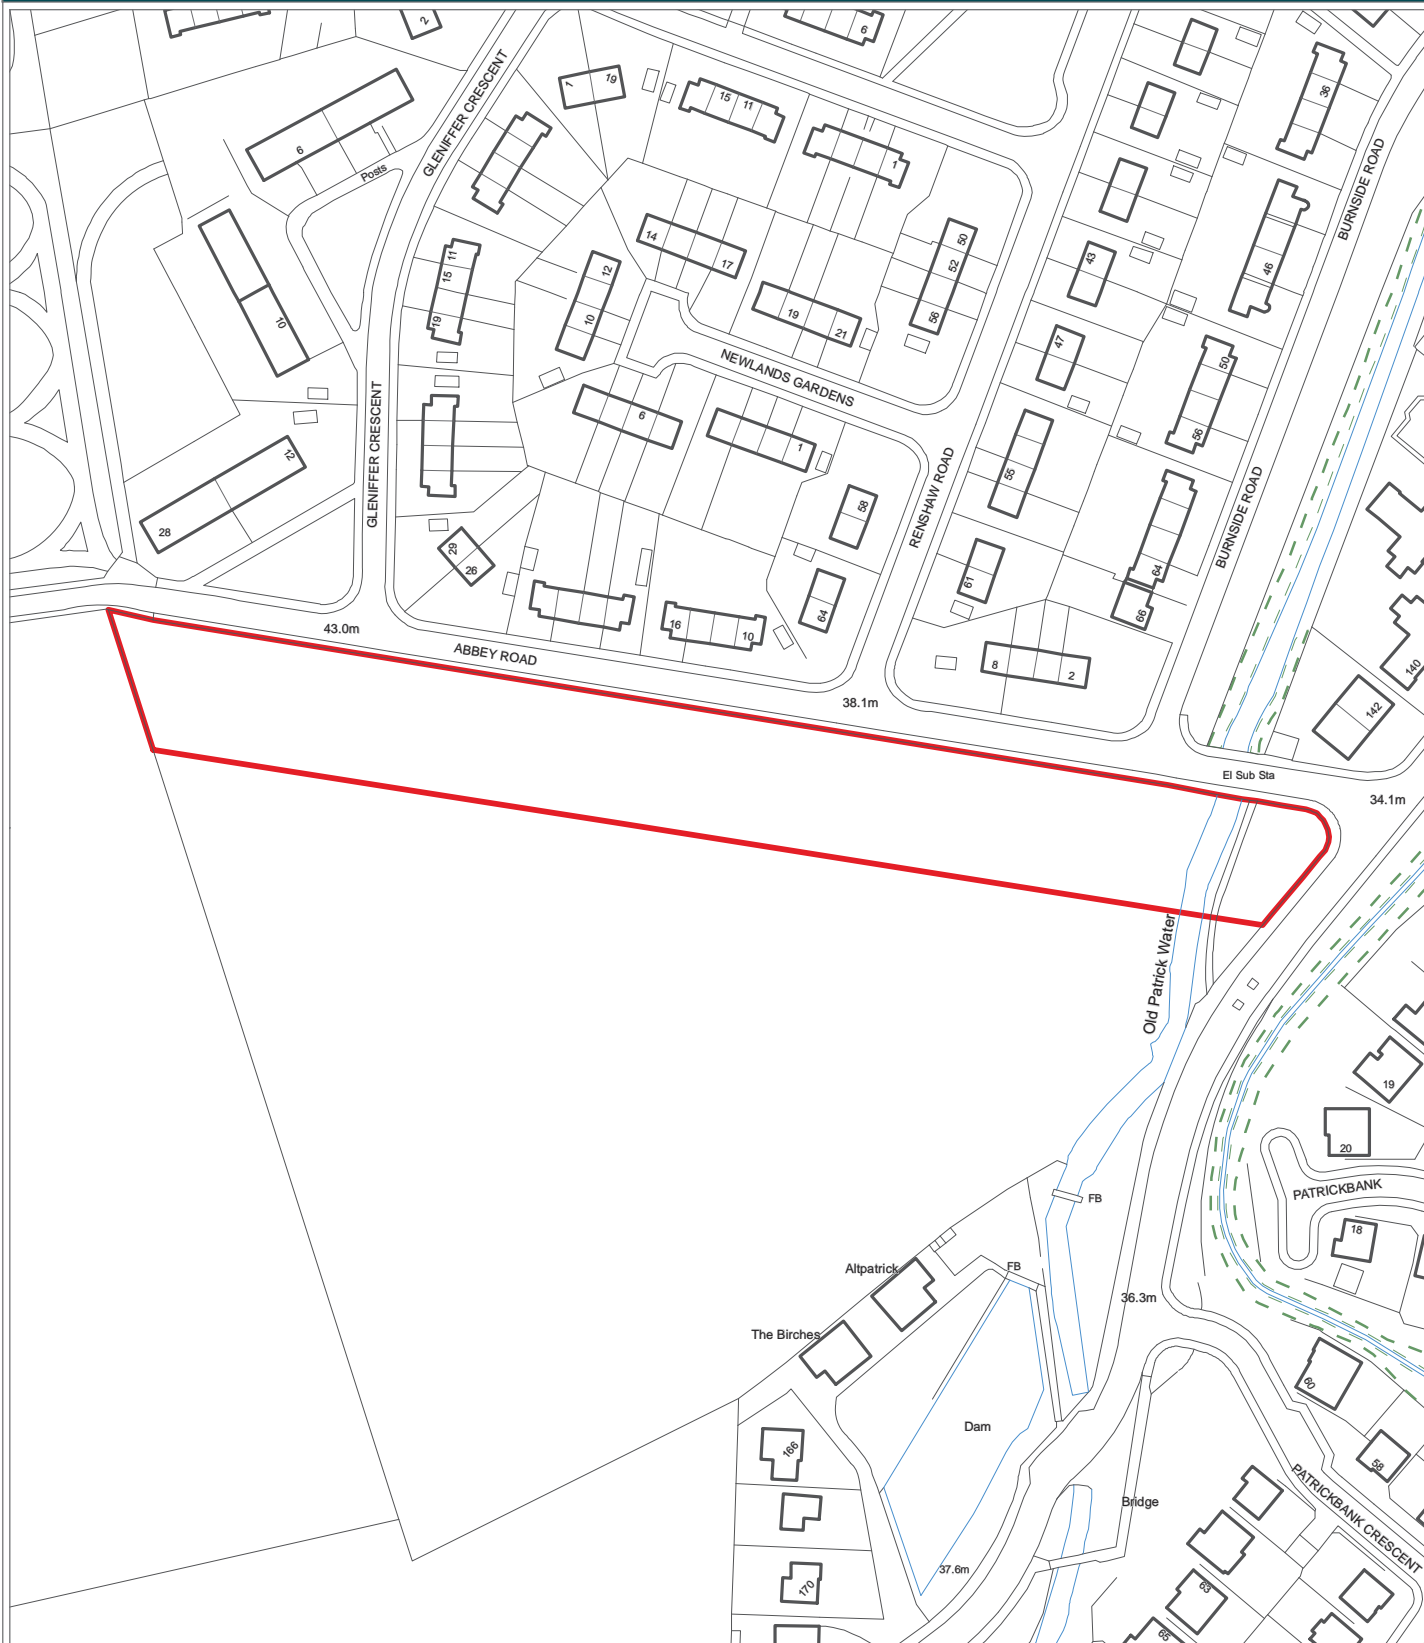 2
6
GLENIFFER CRESCENT
1
19
15
11
1
36
BURNSIDE ROAD
6
Posts
14
17
50
52
56
43
46
11
15
19
12
10
10
19
21
47
50
56
NEWLANDS GARDENS
GLENIFFER CRESCENT
6
1
12
28
58
RENSHAW ROAD
55
BURNSIDE ROAD
29
26
61
64
66
64
16
10
43.0m
ABBEY ROAD
8
2
38.1m
140
142
El Sub Sta
34.1m
Old Patrick Water
19
20
PATRICKBANK
18
FB
FB
Altpatrick
36.3m
The Birches
60
Dam
166
58
PATRICKBANK CRESCENT
Bridge
37.6m
170
63
65